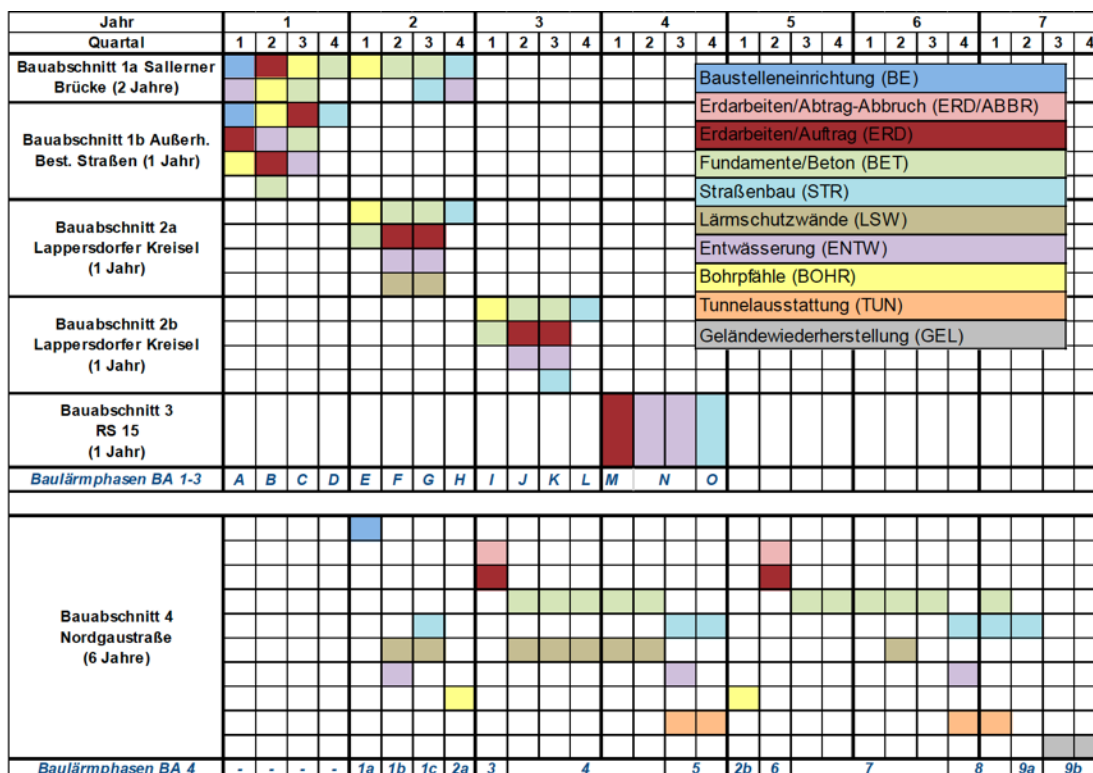 Jahr 1 2 3 4 5 6 7
Quartal 1 2 3 4 1 2 3 4 1 2 3 4 1 2 3 4 1 2 3 4 1 2 3 4 1 2 3 4
Bauabschnitt 1a Sallerner
Brücke (2 Jahre)
Bauabschnitt 1b Außerh.
Best. Straßen (1 Jahr)
Bauabschnitt 2a
Lappersdorfer Kreisel
(1 Jahr)
Bauabschnitt 2b
Lappersdorfer Kreisel
(1 Jahr)
Bauabschnitt 3
RS 15
(1 Jahr)
Baustelleneinrichtung (BE)
Erdarbeiten/Abtrag-Abbruch (ERD/ABBR)
Erdarbeiten/Auftrag (ERD)
Fundamente/Beton (BET)
Straßenbau (STR)
Lärmschutzwände (LSW)
Entwässerung (ENTW)
Bohrpfähle (BOHR)
Tunnelausstattung (TUN)
Geländewiederherstellung (GEL)
Baulärmphasen BA 1-3 A B C D E F G H I J K L M N O
Bauabschnitt 4
Nordgaustraße
(6 Jahre)
Baulärmphasen BA 4 - - - - 1a 1b 1c 2a 3 4 5 2b 6 7 8 9a 9b